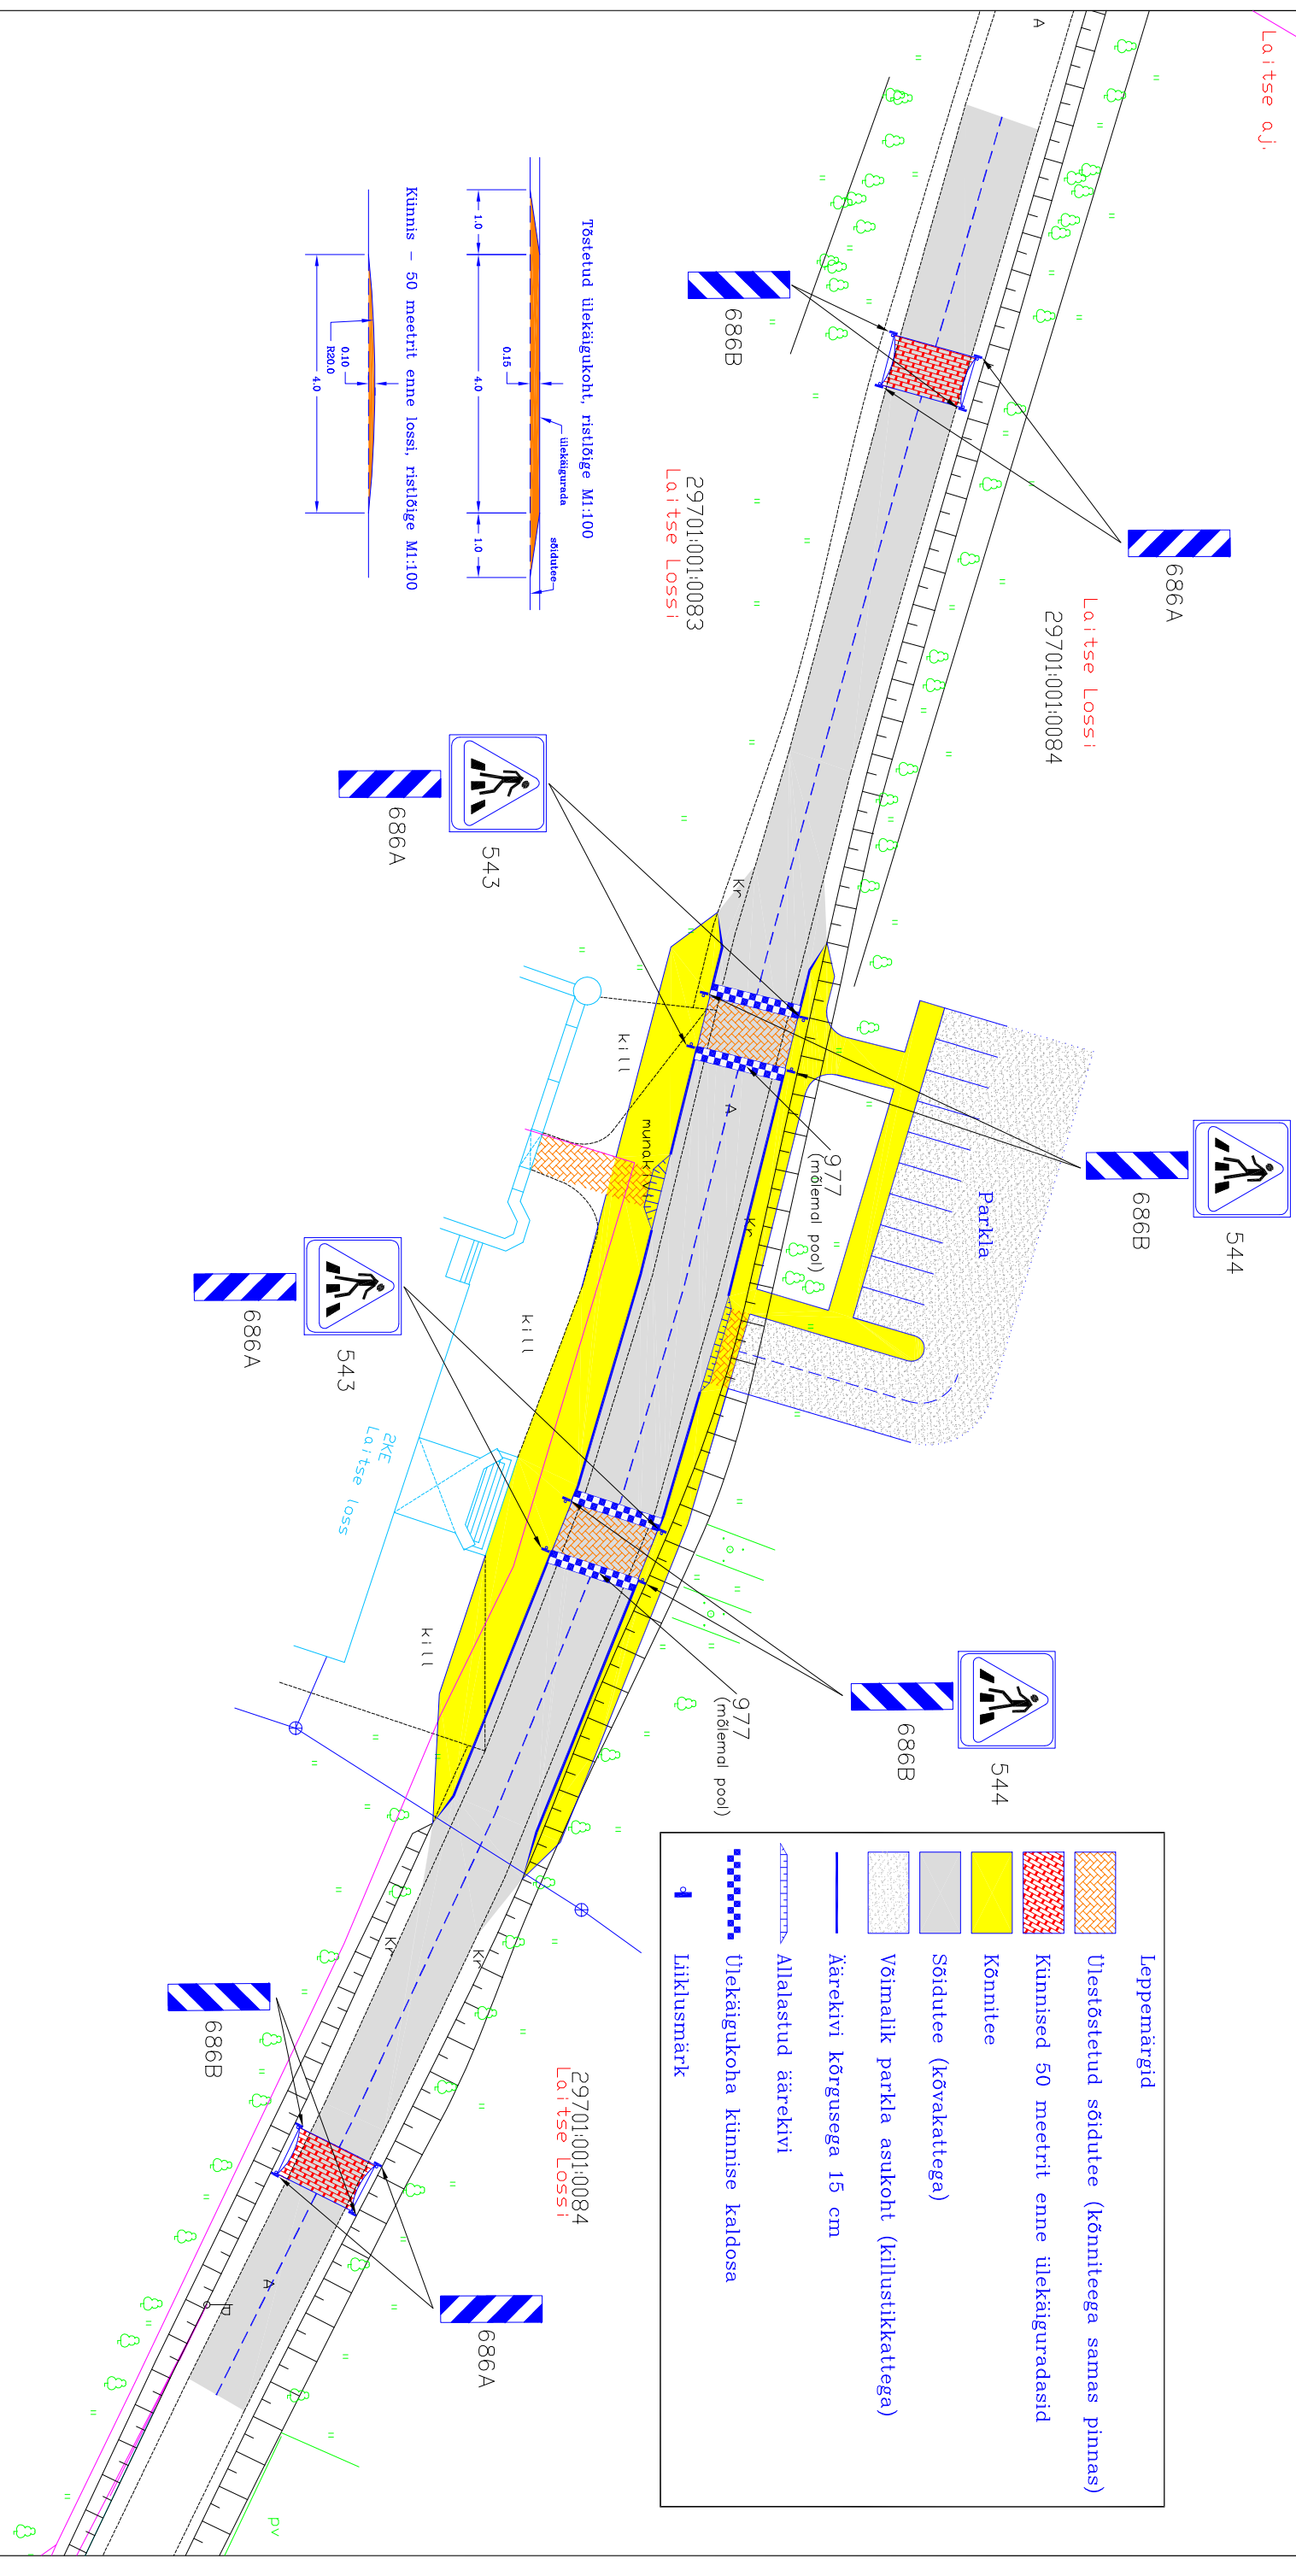 Laitse aj.
A
686B
686A
Laitse Lossi
29701:001:0084
29701:001:0083
Laitse Lossi
Tõstetud ülekäigukoht, ristlõige M1:100
ülekäigurada
sõidutee
0.15
1.0
4.0
1.0
Künnis - 50 meetrit enne lossi, ristlõige M1:100
0.10
R20.0
4.0
543
686A
Kr
kill
munakivi
A
977
(mõlemal pool)
Kr
Parkla
544
686B
543
686A
kill
2KE
Laitse loss
kill
977
(mõlemal pool)
544
686B
Leppemärgid
Ülestõstetud sõidutee (kõnniteega samas pinnas)
Künnised 50 meetrit enne ülekäiguradasid
Kõnnitee
Sõidutee (kõvakattega)
Võimalik parkla asukoht (killustikkattega)
Äärekivi kõrgusega 15 cm
Allalastud äärekivi
Ülekäigukoha künnise kaldosa
Liiklusmärk
Kr
Kr
686B
29701:001:0084
Laitse Lossi
686A
A
pv